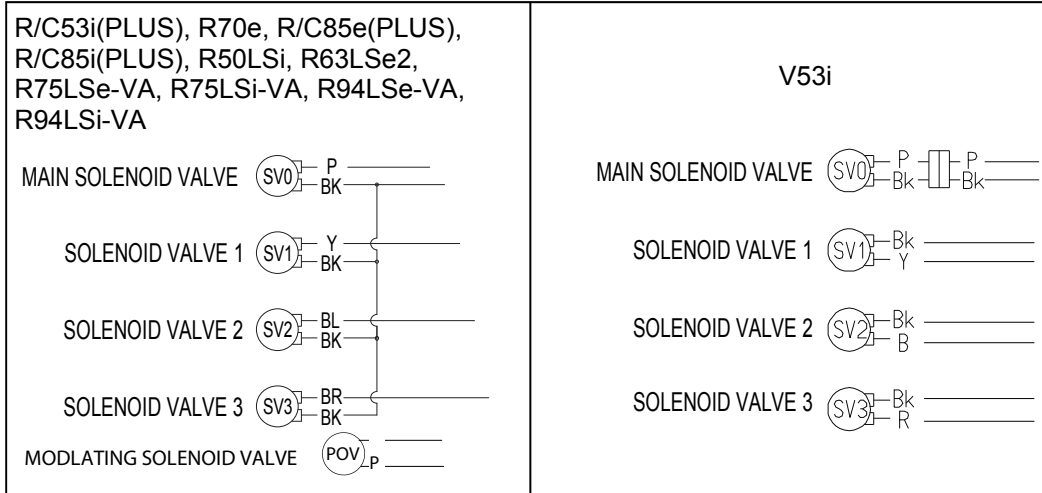 R/C53i(PLUS), R70e, R/C85e(PLUS),
R/C85i(PLUS), R50LSi, R63LSe2,
R75LSe-VA, R75LSi-VA, R94LSe-VA,
R94LSi-VA
MAIN SOLENOID VALVE SV0 P
BK
SOLENOID VALVE 1 SV1 Y
BK
SOLENOID VALVE 2 SV2 BL
BK
SOLENOID VALVE 3 SV3 BR
BK
MODLATING SOLENOID VALVE POV P
V53i
MAIN SOLENOID VALVE SV0 P P
Bk Bk
SOLENOID VALVE 1 SV1 Bk
Y
SOLENOID VALVE 2 SV2 Bk
B
SOLENOID VALVE 3 SV3 Bk
R